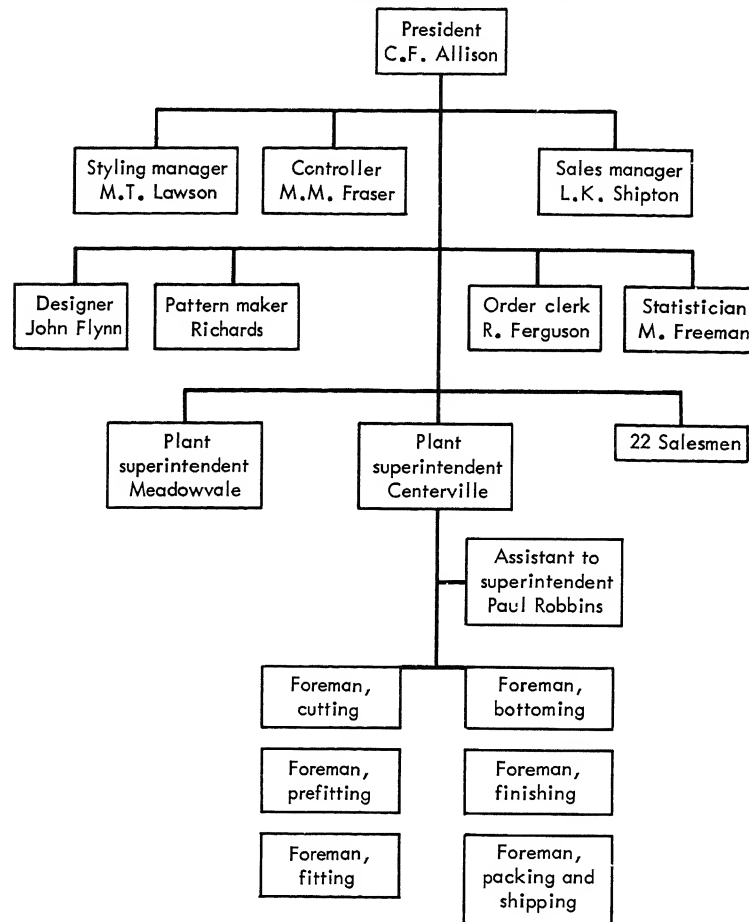 President
C.F. Allison
Styling manager
M.T. Lawson
Controller
M.M. Fraser
Sales manager
L.K. Shipton
Designer
John Flynn
Pattern maker
Richards
Order clerk
R. Ferguson
Statistician
M. Freeman
Plant
superintendent
Meadowvale
Plant
superintendent
Centerville
22 Salesmen
Assistant to
superintendent
Paul Robbins
Foreman,
cutting
Foreman,
bottoming
Foreman,
prefitting
Foreman,
finishing
Foreman,
fitting
Foreman,
packing and
shipping